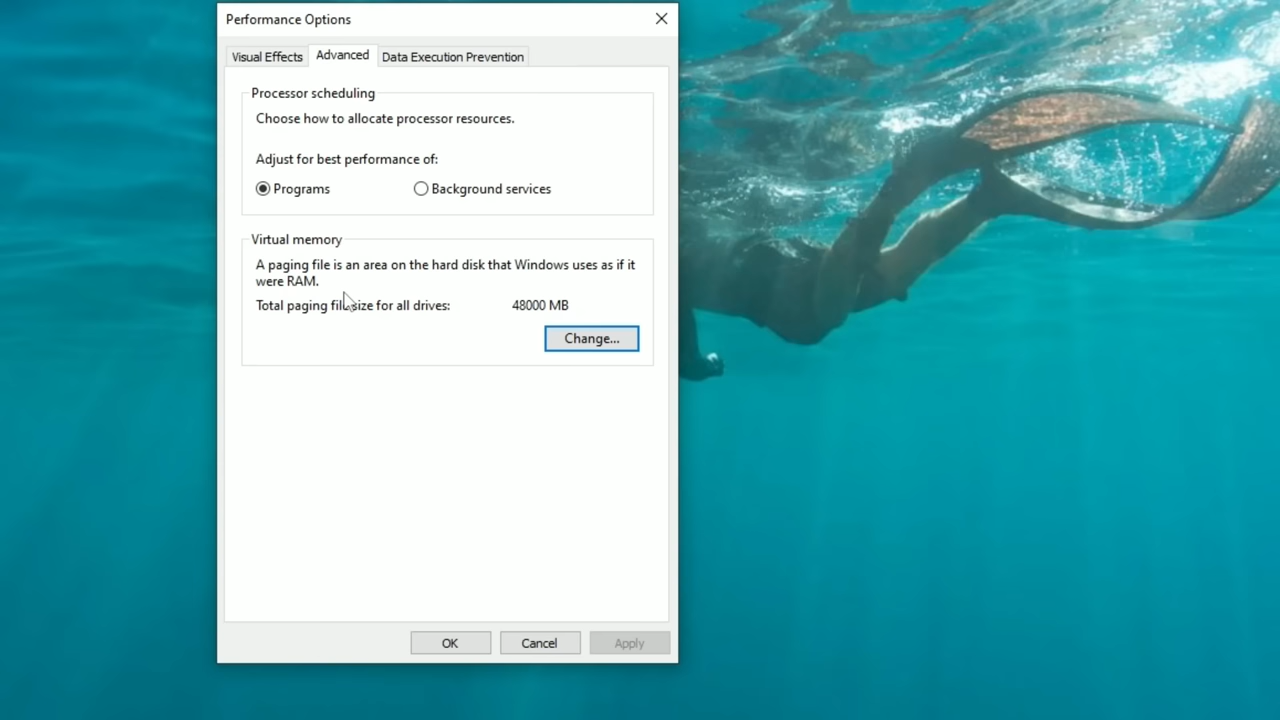 Performance Options
Visual Effects
Advanced
Data Execution Prevention
Processor scheduling
Choose how to allocate processor resources.
Adjust for best performance of:
Programs
Background services
Virtual memory
A paging file is an area on the hard disk that Windows uses as if it
were RAM.
Total paging file size for all drives:
48000 MB
Change...
OK
Cancel
Apply